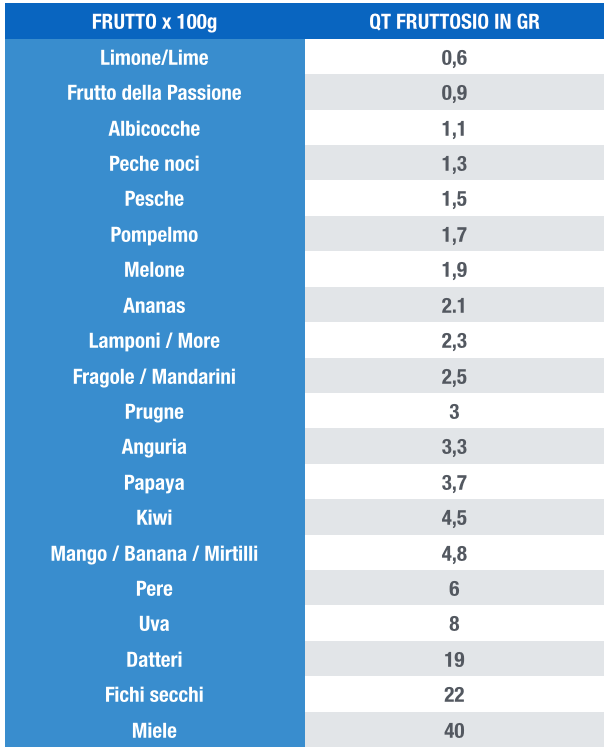 FRUTTO x 100g QT FRUTTOSIO IN GR
Limone/Lime 0,6
Frutto della Passione 0,9
Albicocche 1,1
Peche noci 1,3
Pesche 1,5
Pompelmo 1,7
Melone 1,9
Ananas 2.1
Lamponi / More 2,3
Fragole / Mandarini 2,5
Prugne 3
Anguria 3,3
Papaya 3,7
Kiwi 4,5
Mango / Banana / Mirtilli 4,8
Pere 6
Uva 8
Datteri 19
Fichi secchi 22
Miele 40